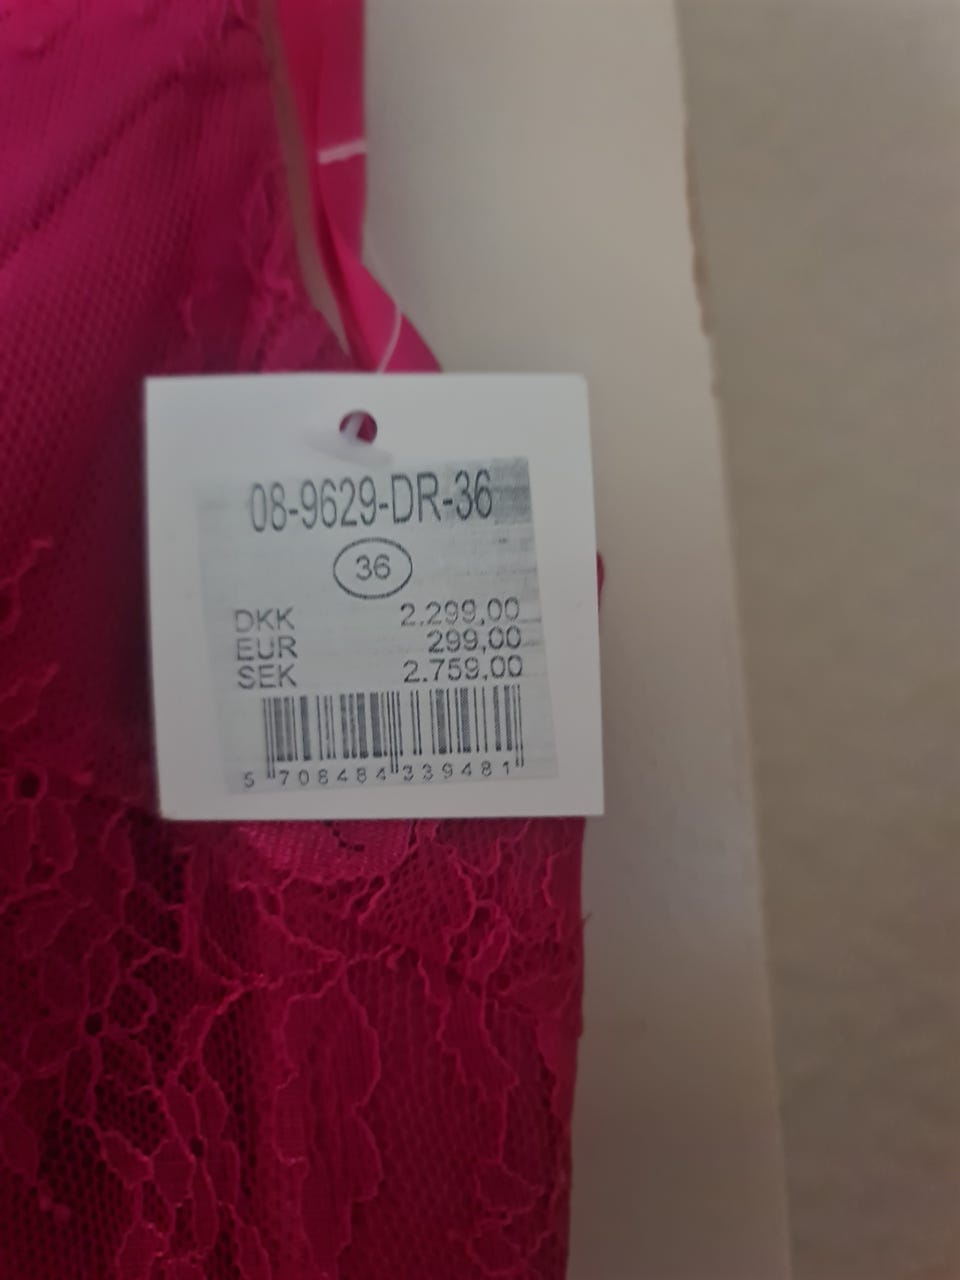 08-9629-DR-36
36
DKK 2.299,00
EUR 299,00
SEK 2.759,00
5 708484 339481